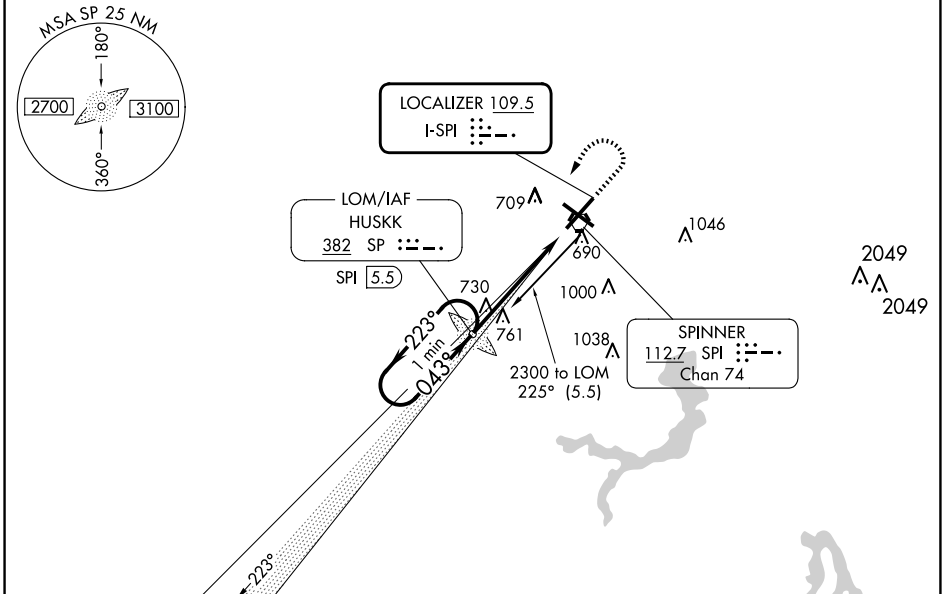 MSA SP 25 NM
180°
2700
3100
360°
LOCALIZER 109.5
I-SPI
LOM/IAF
HUSKK
382 SP
SPI 5.5
709
1046
690
2049
2049
730
1000
761
1038
223°
1 min
043°
2300 to LOM
225° (5.5)
SPINNER
112.7 SPI
Chan 74
223°